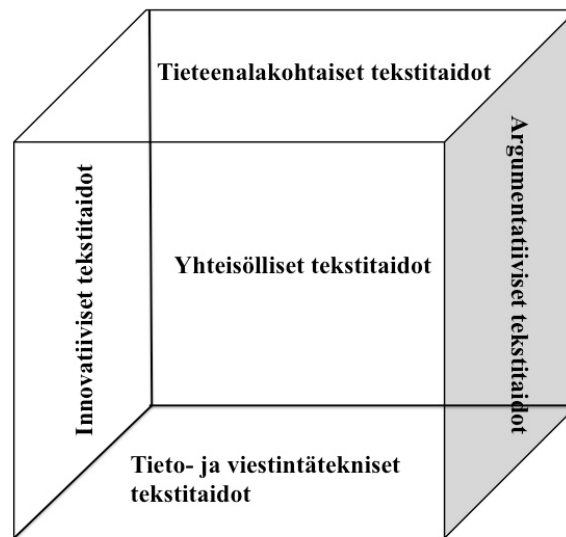 Tieteenalakohtaiset tekstitaidot
Innovatiiviset tekstitaidot
Yhteisölliset tekstitaidot
Argumentatiiviset tekstitaidot
Tieto- ja viestintätekniset
tekstitaidot